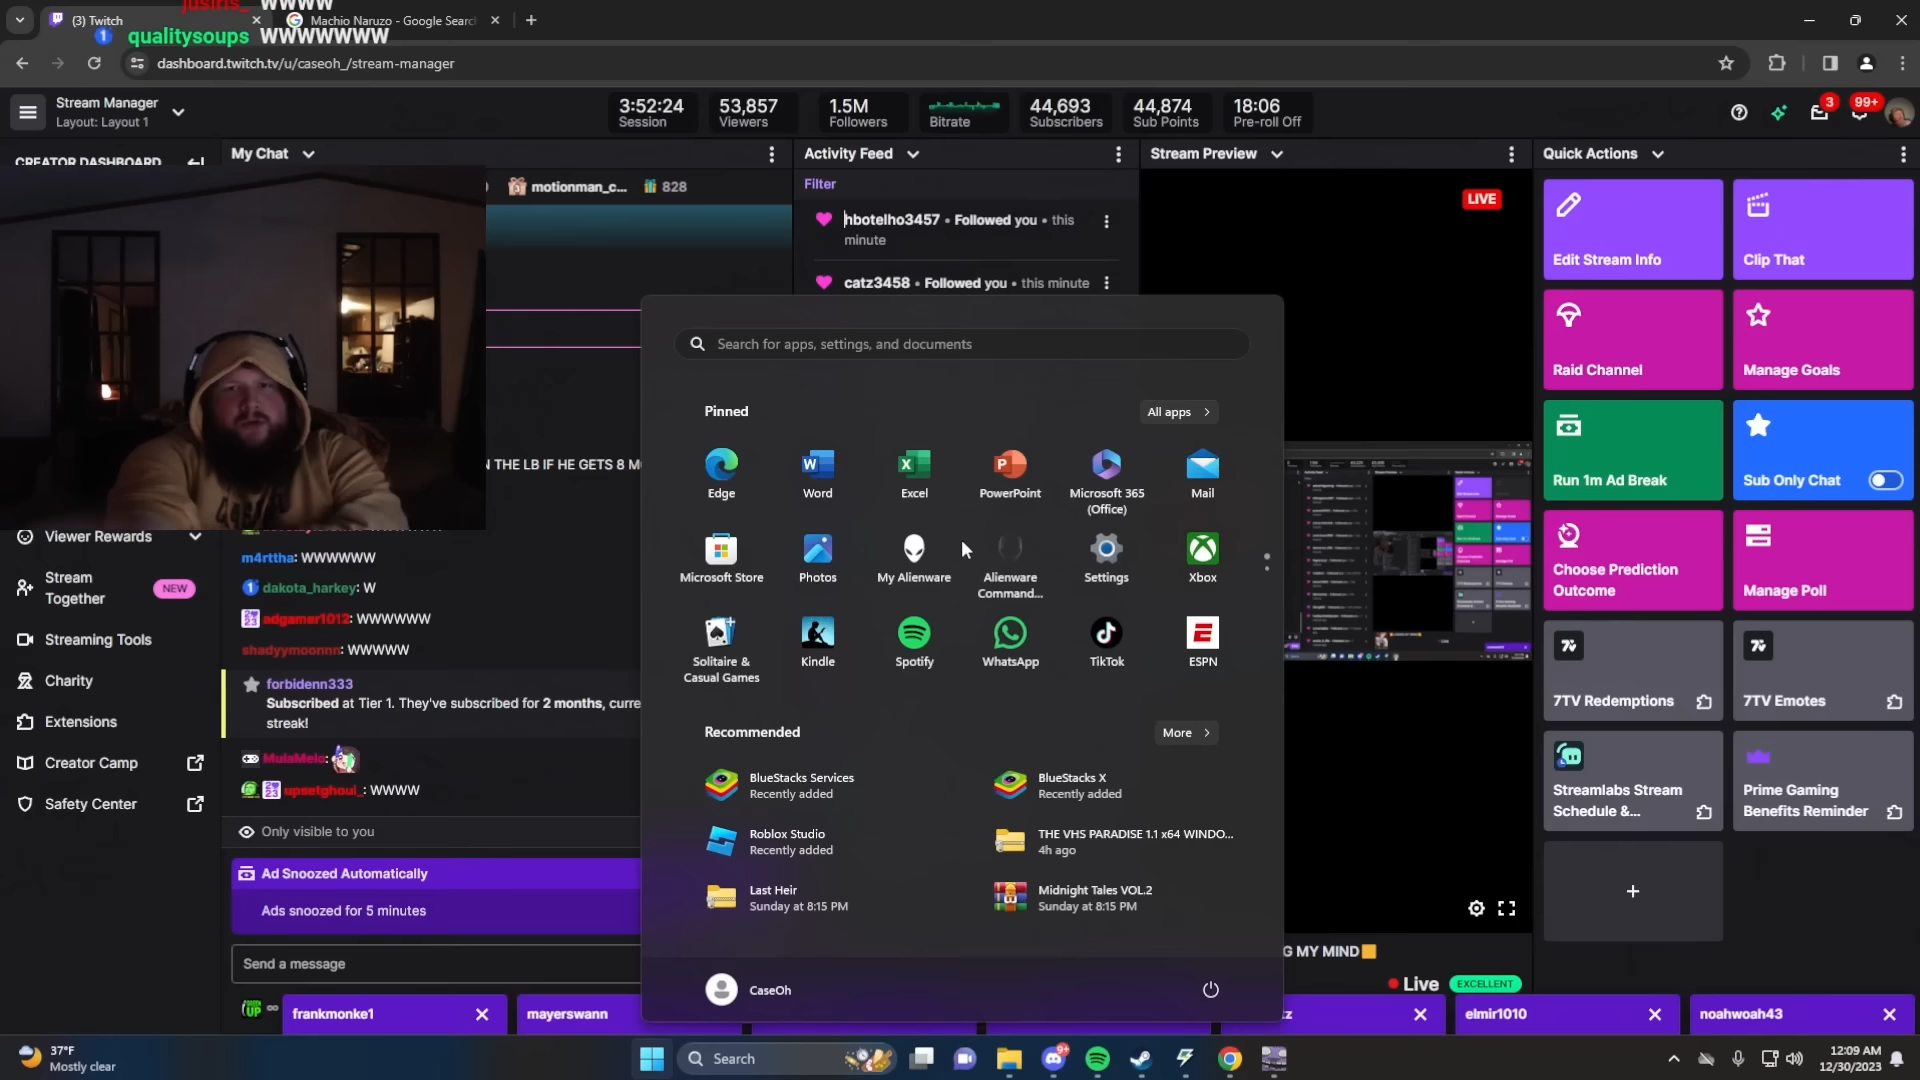 (3) Twitch
Machio Naruzo - Google Searc
justris_ WWWW
1 qualitysoups WWWWWWW
dashboard.twitch.tv/u/caseoh_/stream-manager
Stream Manager
Layout: Layout 1
3:52:24
Session
53,857
Viewers
1.5M
Followers
Bitrate
44,693
Subscribers
44,874
Sub Points
18:06
Pre-roll Off
3
99+
CREATOR DASHBOARD
My Chat
Activity Feed
Stream Preview
Quick Actions
motionman_c... 828
Filter
hbotelho3457 • Followed you • this
minute
catz3458 • Followed you • this minute
LIVE
Edit Stream Info
Clip That
Raid Channel
Manage Goals
Run 1m Ad Break
Sub Only Chat
Choose Prediction
Outcome
Manage Poll
7TV Redemptions
7TV Emotes
Streamlabs Stream
Schedule &...
Prime Gaming
Benefits Reminder
Search for apps, settings, and documents
Pinned
All apps
Edge
Word
Excel
PowerPoint
Microsoft 365
(Office)
Mail
Microsoft Store
Photos
My Alienware
Alienware
Command...
Settings
Xbox
Solitaire &
Casual Games
Kindle
Spotify
WhatsApp
TikTok
ESPN
Recommended
More
BlueStacks Services
Recently added
BlueStacks X
Recently added
Roblox Studio
Recently added
THE VHS PARADISE 1.1 x64 WINDO...
4h ago
Last Heir
Sunday at 8:15 PM
Midnight Tales VOL.2
Sunday at 8:15 PM
CaseOh
N THE LB IF HE GETS 8 M
Viewer Rewards
Stream
Together
NEW
Streaming Tools
Charity
Extensions
Creator Camp
Safety Center
m4rttha: WWWWWW
dakota_harkey: W
adgamer1012: WWWWWW
shadyymoonnn: WWWWW
forbidenn333
Subscribed at Tier 1. They've subscribed for 2 months, curre
streak!
MulaMelo:
upsetghoul_: WWWW
Only visible to you
Ad Snoozed Automatically
Ads snoozed for 5 minutes
Send a message
G MY MIND
Live
EXCELLENT
frankmonke1
mayerswann
cz
elmir1010
noahwoah43
37°F
Mostly clear
Search
9+
12:09 AM
12/30/2023